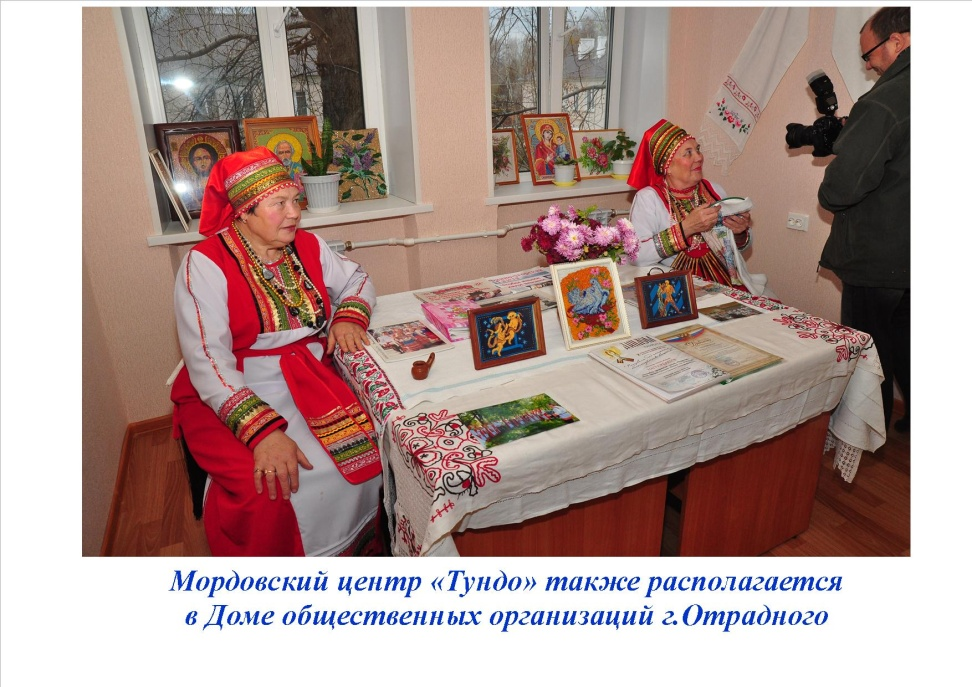 Мордовский центр «Тундо» также располагается
в Доме общественных организаций г.Отрадного